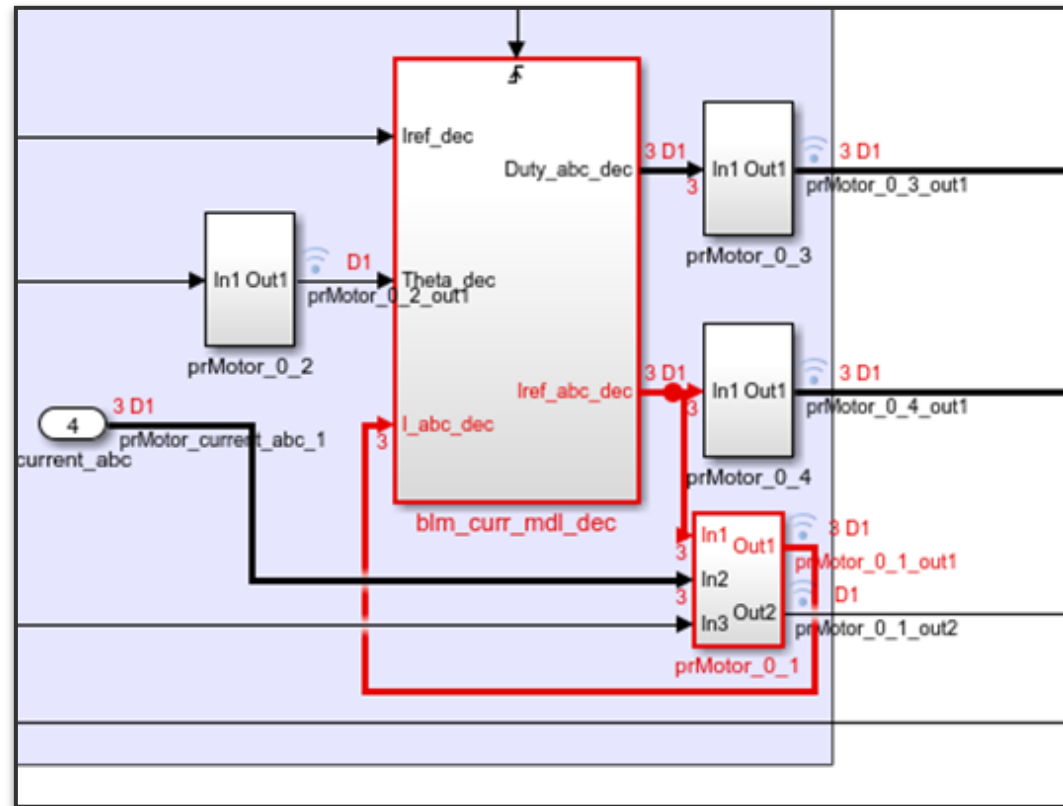 Iref_dec
Duty_abc_dec
3 D1
3
In1 Out1
3 D1
prMotor_0_3_out1
prMotor_0_3
In1 Out1
D1
prMotor_0_2_out1
Theta_dec
prMotor_0_2
Iref_abc_dec
3 D1
3
In1 Out1
3 D1
prMotor_0_4_out1
prMotor_0_4
4
3 D1
prMotor_current_abc_1
current_abc
I_abc_dec
3
blm_curr_mdl_dec
In1
3
Out1
3 D1
prMotor_0_1_out1
In2
3
In3
Out2
D1
prMotor_0_1_out2
prMotor_0_1